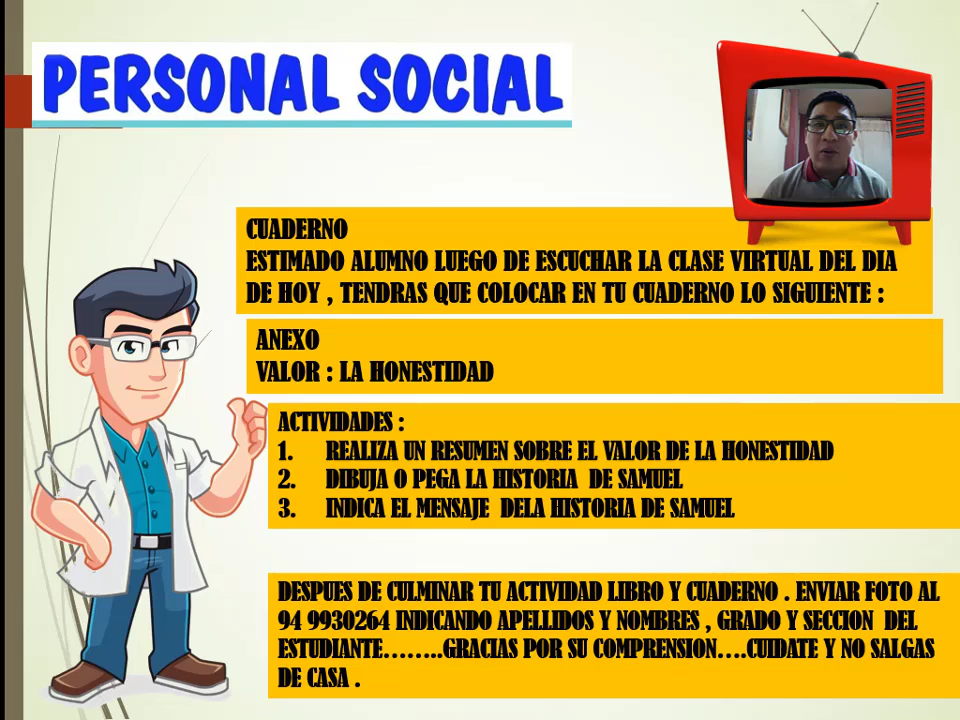 PERSONAL SOCIAL
CUADERNO
ESTIMADO ALUMNO LUEGO DE ESCUCHAR LA CLASE VIRTUAL DEL DIA
DE HOY , TENDRAS QUE COLOCAR EN TU CUADERNO LO SIGUIENTE :
ANEXO
VALOR : LA HONESTIDAD
ACTIVIDADES :
1. REALIZA UN RESUMEN SOBRE EL VALOR DE LA HONESTIDAD
2. DIBUJA O PEGA LA HISTORIA DE SAMUEL
3. INDICA EL MENSAJE DELA HISTORIA DE SAMUEL
DESPUES DE CULMINAR TU ACTIVIDAD LIBRO Y CUADERNO . ENVIAR FOTO AL
94 9930264 INDICANDO APELLIDOS Y NOMBRES , GRADO Y SECCION DEL
ESTUDIANTE........GRACIAS POR SU COMPRENSION....CUIDATE Y NO SALGAS
DE CASA .